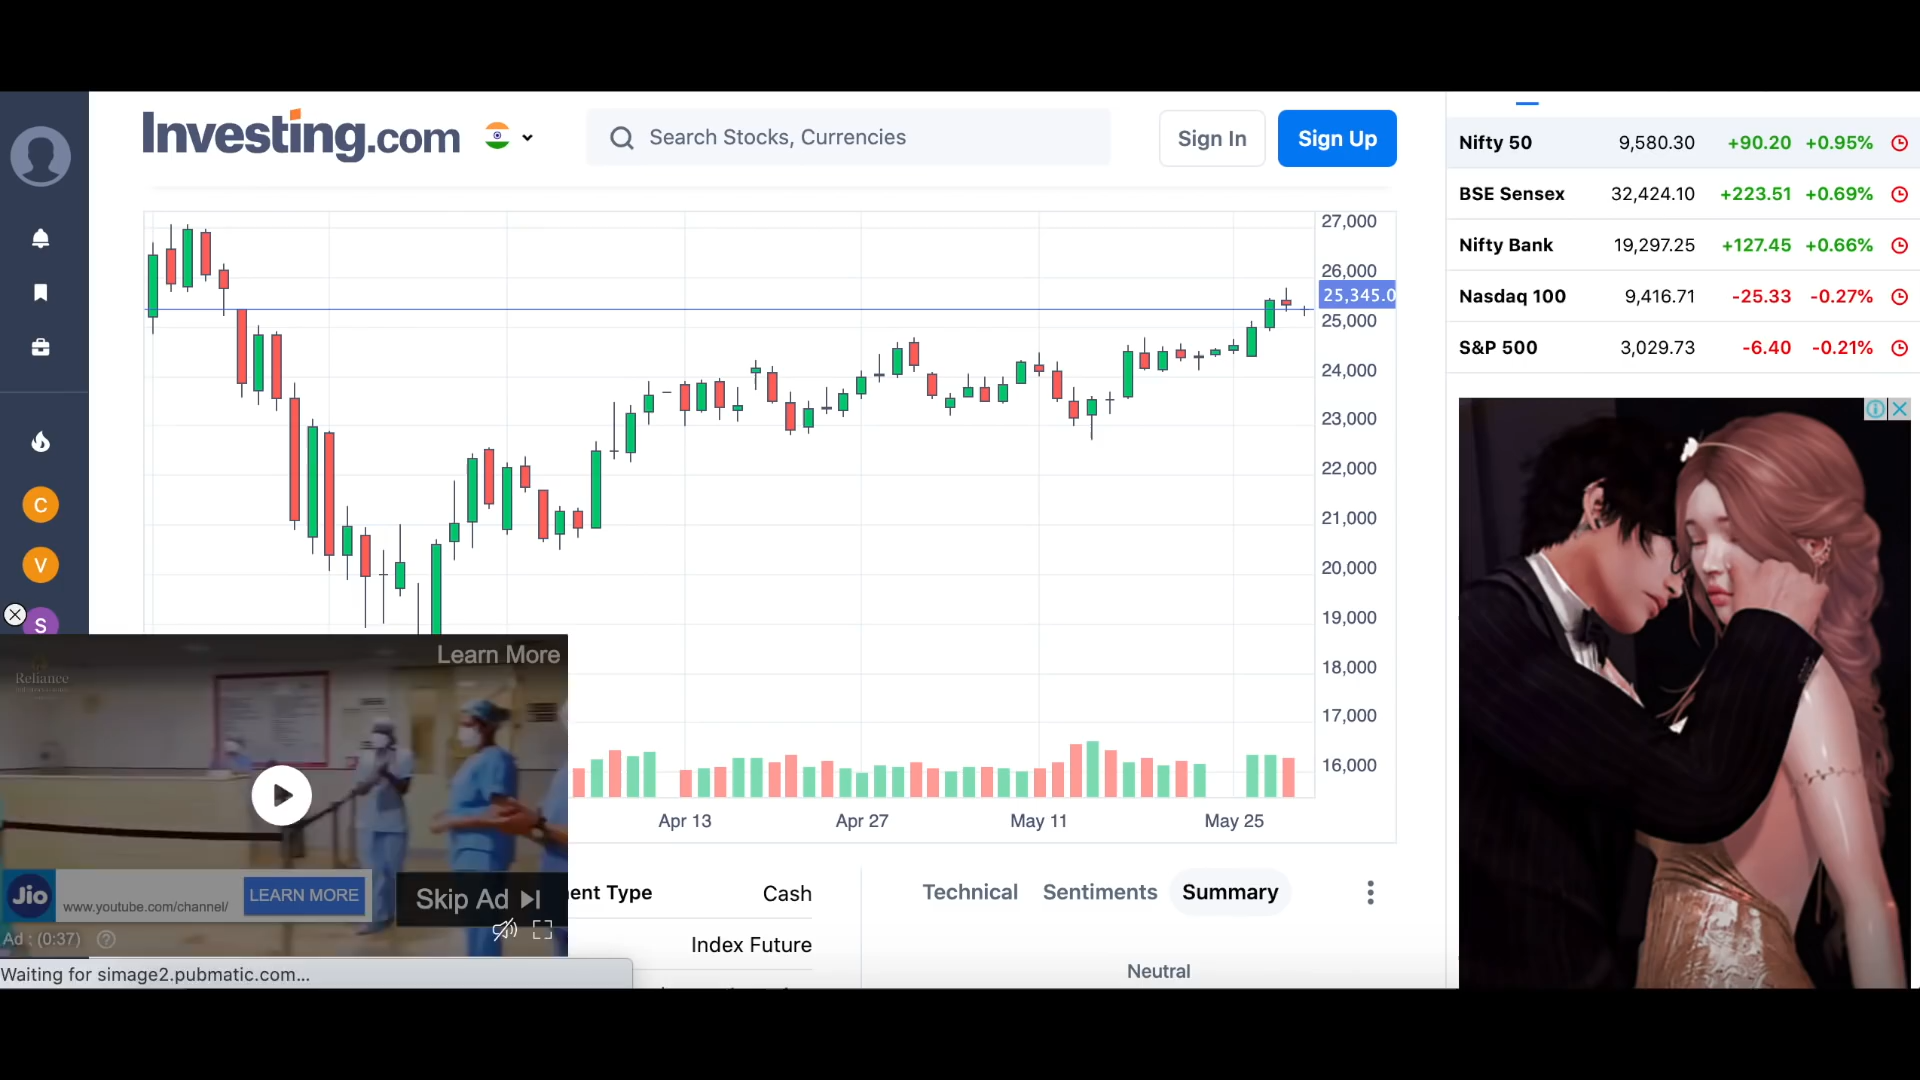 Investing.com
Search Stocks, Currencies
Sign In
Sign Up
Nifty 50 9,580.30 +90.20 +0.95%
BSE Sensex 32,424.10 +223.51 +0.69%
Nifty Bank 19,297.25 +127.45 +0.66%
Nasdaq 100 9,416.71 -25.33 -0.27%
S&P 500 3,029.73 -6.40 -0.21%
27,000
26,000
25,345.0
25,000
24,000
23,000
22,000
21,000
20,000
19,000
18,000
17,000
16,000
C
V
S
Apr 13 Apr 27 May 11 May 25
Learn More
Reliance
Jio
www.youtube.com/channel/
LEARN MORE
Skip Ad
Ad : (0:37)
Waiting for simage2.pubmatic.com...
ent Type Cash
Index Future
Technical Sentiments Summary
Neutral